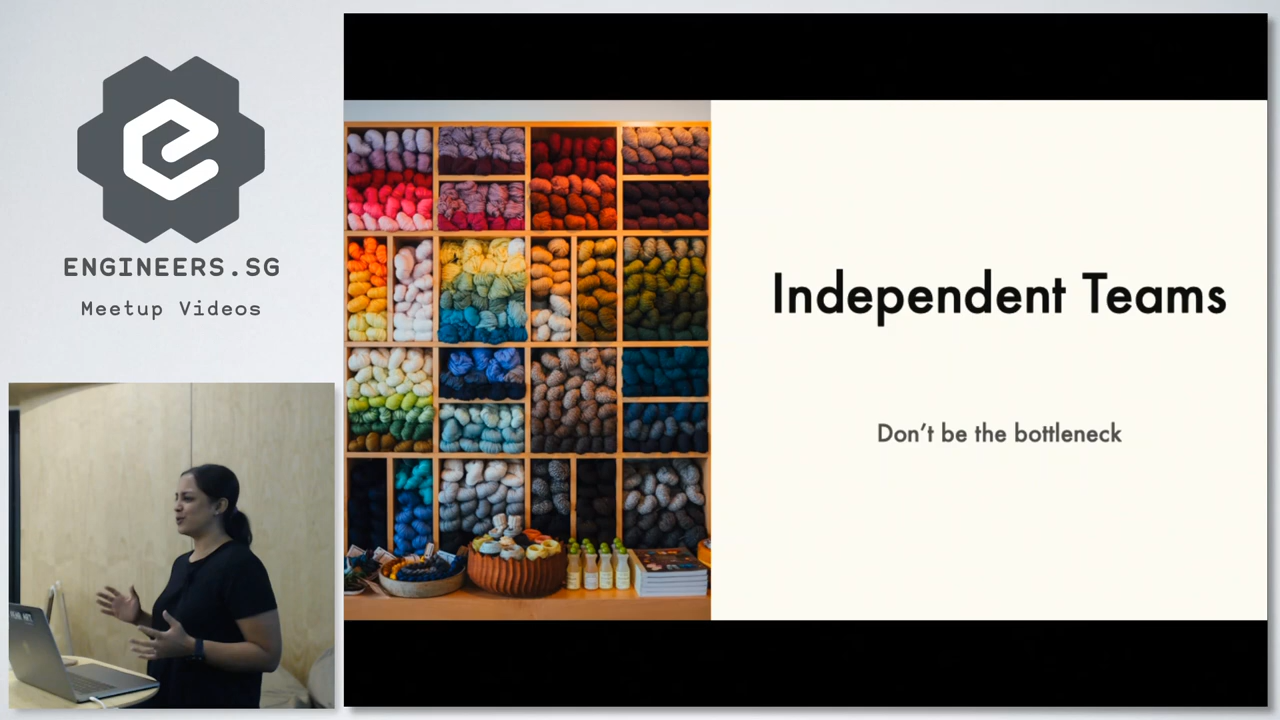 ENGINEERS.SG
Meetup Videos
Independent Teams
Don't be the bottleneck